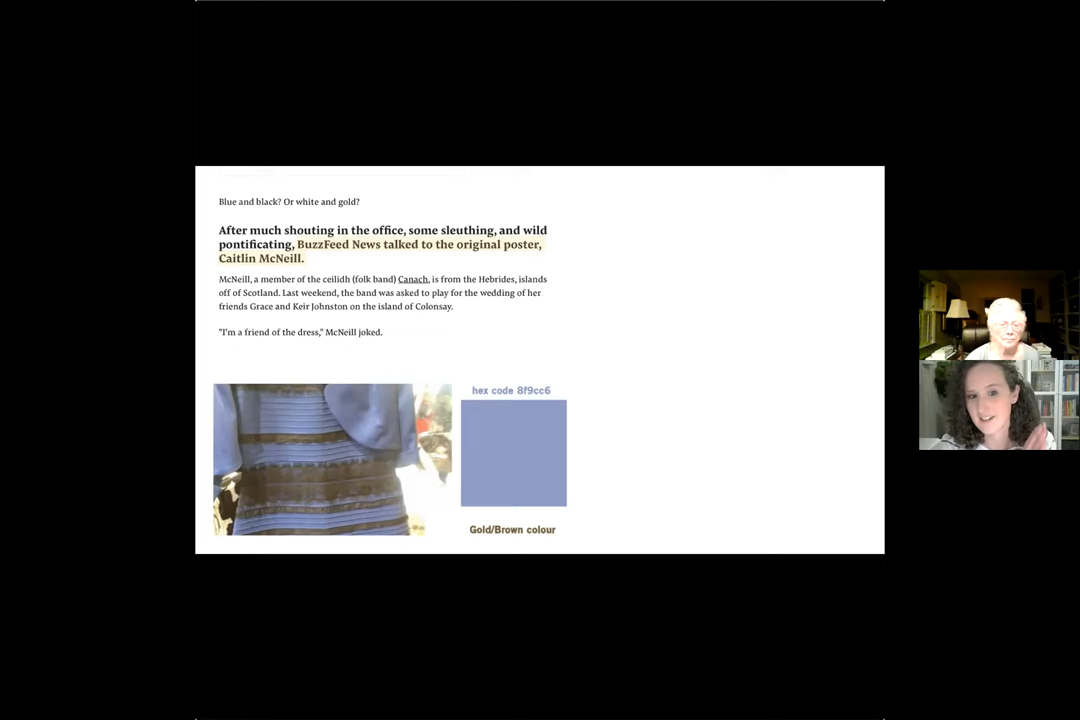 Blue and black? Or white and gold?
After much shouting in the office, some sleuthing, and wild
pontificating, BuzzFeed News talked to the original poster,
Caitlin McNeill.
McNeill, a member of the ceilidh (folk band) Canach, is from the Hebrides, islands
off of Scotland. Last weekend, the band was asked to play for the wedding of her
friends Grace and Keir Johnston on the island of Colonsay.
"I'm a friend of the dress," McNeill joked.
hex code 8f9cc6
Gold/Brown colour